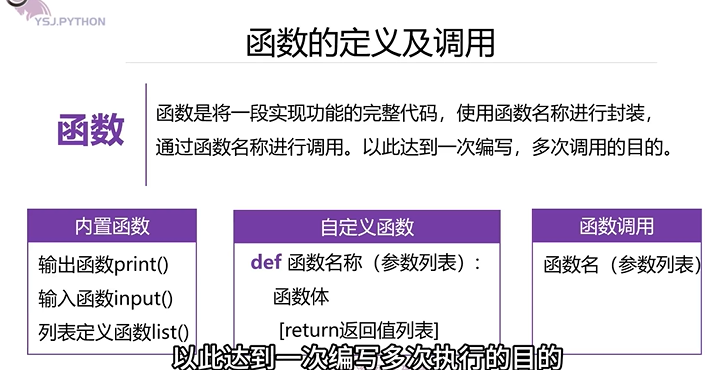 YSJ.PYTHON
函数的定义及调用
函数
函数是将一段实现功能的完整代码，使用函数名称进行封装，
通过函数名称进行调用。以此达到一次编写，多次调用的目的。
内置函数
输出函数print()
输入函数input()
列表定义函数list()
自定义函数
def 函数名称（参数列表）:
函数体
[return返回值列表]
函数调用
函数名（参数列表）
以此达到一次编写多次执行的目的